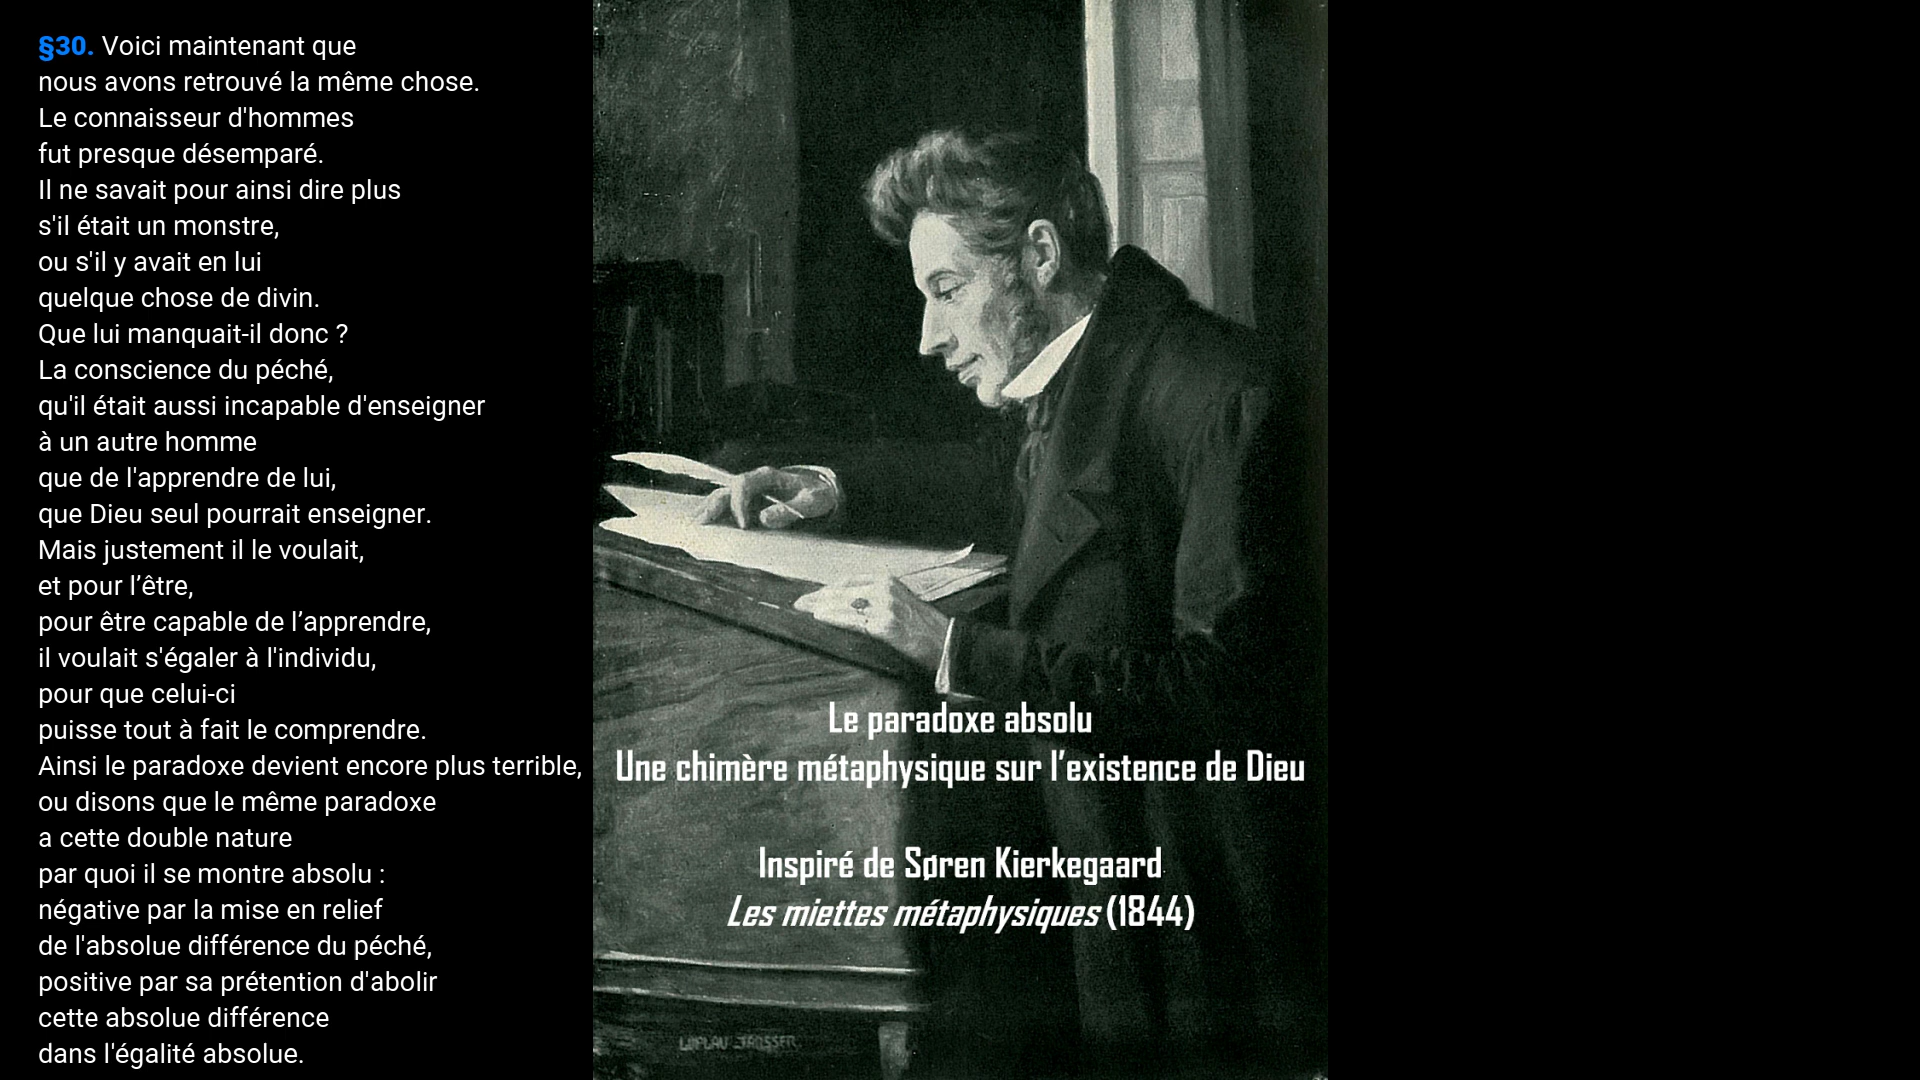 §30. Voici maintenant que
nous avons retrouvé la même chose.
Le connaisseur d'hommes
fut presque désemparé.
Il ne savait pour ainsi dire plus
s'il était un monstre,
ou s'il y avait en lui
quelque chose de divin.
Que lui manquait-il donc ?
La conscience du péché,
qu'il était aussi incapable d'enseigner
à un autre homme
que de l'apprendre de lui,
que Dieu seul pourrait enseigner.
Mais justement il le voulait,
et pour l’être,
pour être capable de l’apprendre,
il voulait s'égaler à l'individu,
pour que celui-ci
puisse tout à fait le comprendre.
Ainsi le paradoxe devient encore plus terrible,
ou disons que le même paradoxe
a cette double nature
par quoi il se montre absolu :
négative par la mise en relief
de l'absolue différence du péché,
positive par sa prétention d'abolir
cette absolue différence
dans l'égalité absolue.
Le paradoxe absolu
Une chimère métaphysique sur l’existence de Dieu
Inspiré de Søren Kierkegaard
Les miettes métaphysiques (1844)